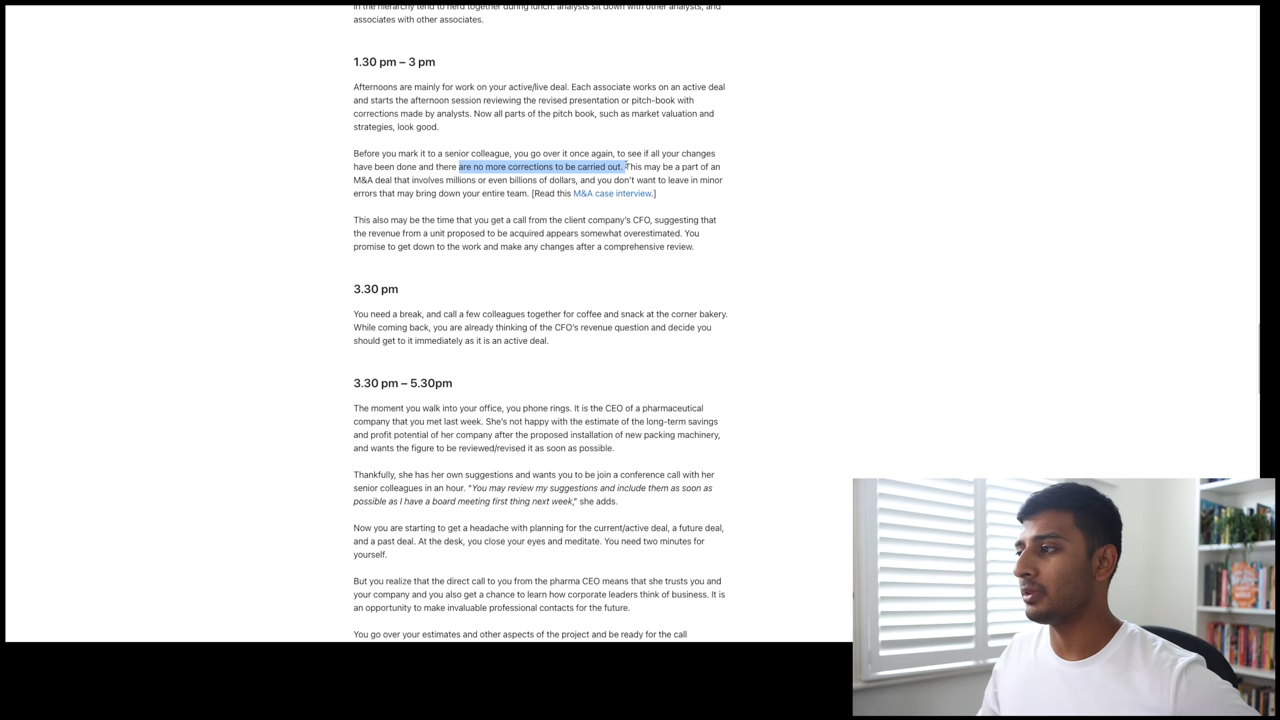 in the hierarchy tend to herd together during lunch: analysts sit down with other analysts, and
associates with other associates.
1.30 pm – 3 pm
Afternoons are mainly for work on your active/live deal. Each associate works on an active deal
and starts the afternoon session reviewing the revised presentation or pitch-book with
corrections made by analysts. Now all parts of the pitch book, such as market valuation and
strategies, look good.
Before you mark it to a senior colleague, you go over it once again, to see if all your changes
have been done and there are no more corrections to be carried out. This may be a part of an
M&A deal that involves millions or even billions of dollars, and you don't want to leave in minor
errors that may bring down your entire team. [Read this M&A case interview.]
This also may be the time that you get a call from the client company's CFO, suggesting that
the revenue from a unit proposed to be acquired appears somewhat overestimated. You
promise to get down to the work and make any changes after a comprehensive review.
3.30 pm
You need a break, and call a few colleagues together for coffee and snack at the corner bakery.
While coming back, you are already thinking of the CFO's revenue question and decide you
should get to it immediately as it is an active deal.
3.30 pm – 5.30pm
The moment you walk into your office, you phone rings. It is the CEO of a pharmaceutical
company that you met last week. She's not happy with the estimate of the long-term savings
and profit potential of her company after the proposed installation of new packing machinery,
and wants the figure to be reviewed/revised it as soon as possible.
Thankfully, she has her own suggestions and wants you to be join a conference call with her
senior colleagues in an hour. "You may review my suggestions and include them as soon as
possible as I have a board meeting first thing next week," she adds.
Now you are starting to get a headache with planning for the current/active deal, a future deal,
and a past deal. At the desk, you close your eyes and meditate. You need two minutes for
yourself.
But you realize that the direct call to you from the pharma CEO means that she trusts you and
your company and you also get a chance to learn how corporate leaders think of business. It is
an opportunity to make invaluable professional contacts for the future.
You go over your estimates and other aspects of the project and be ready for the call